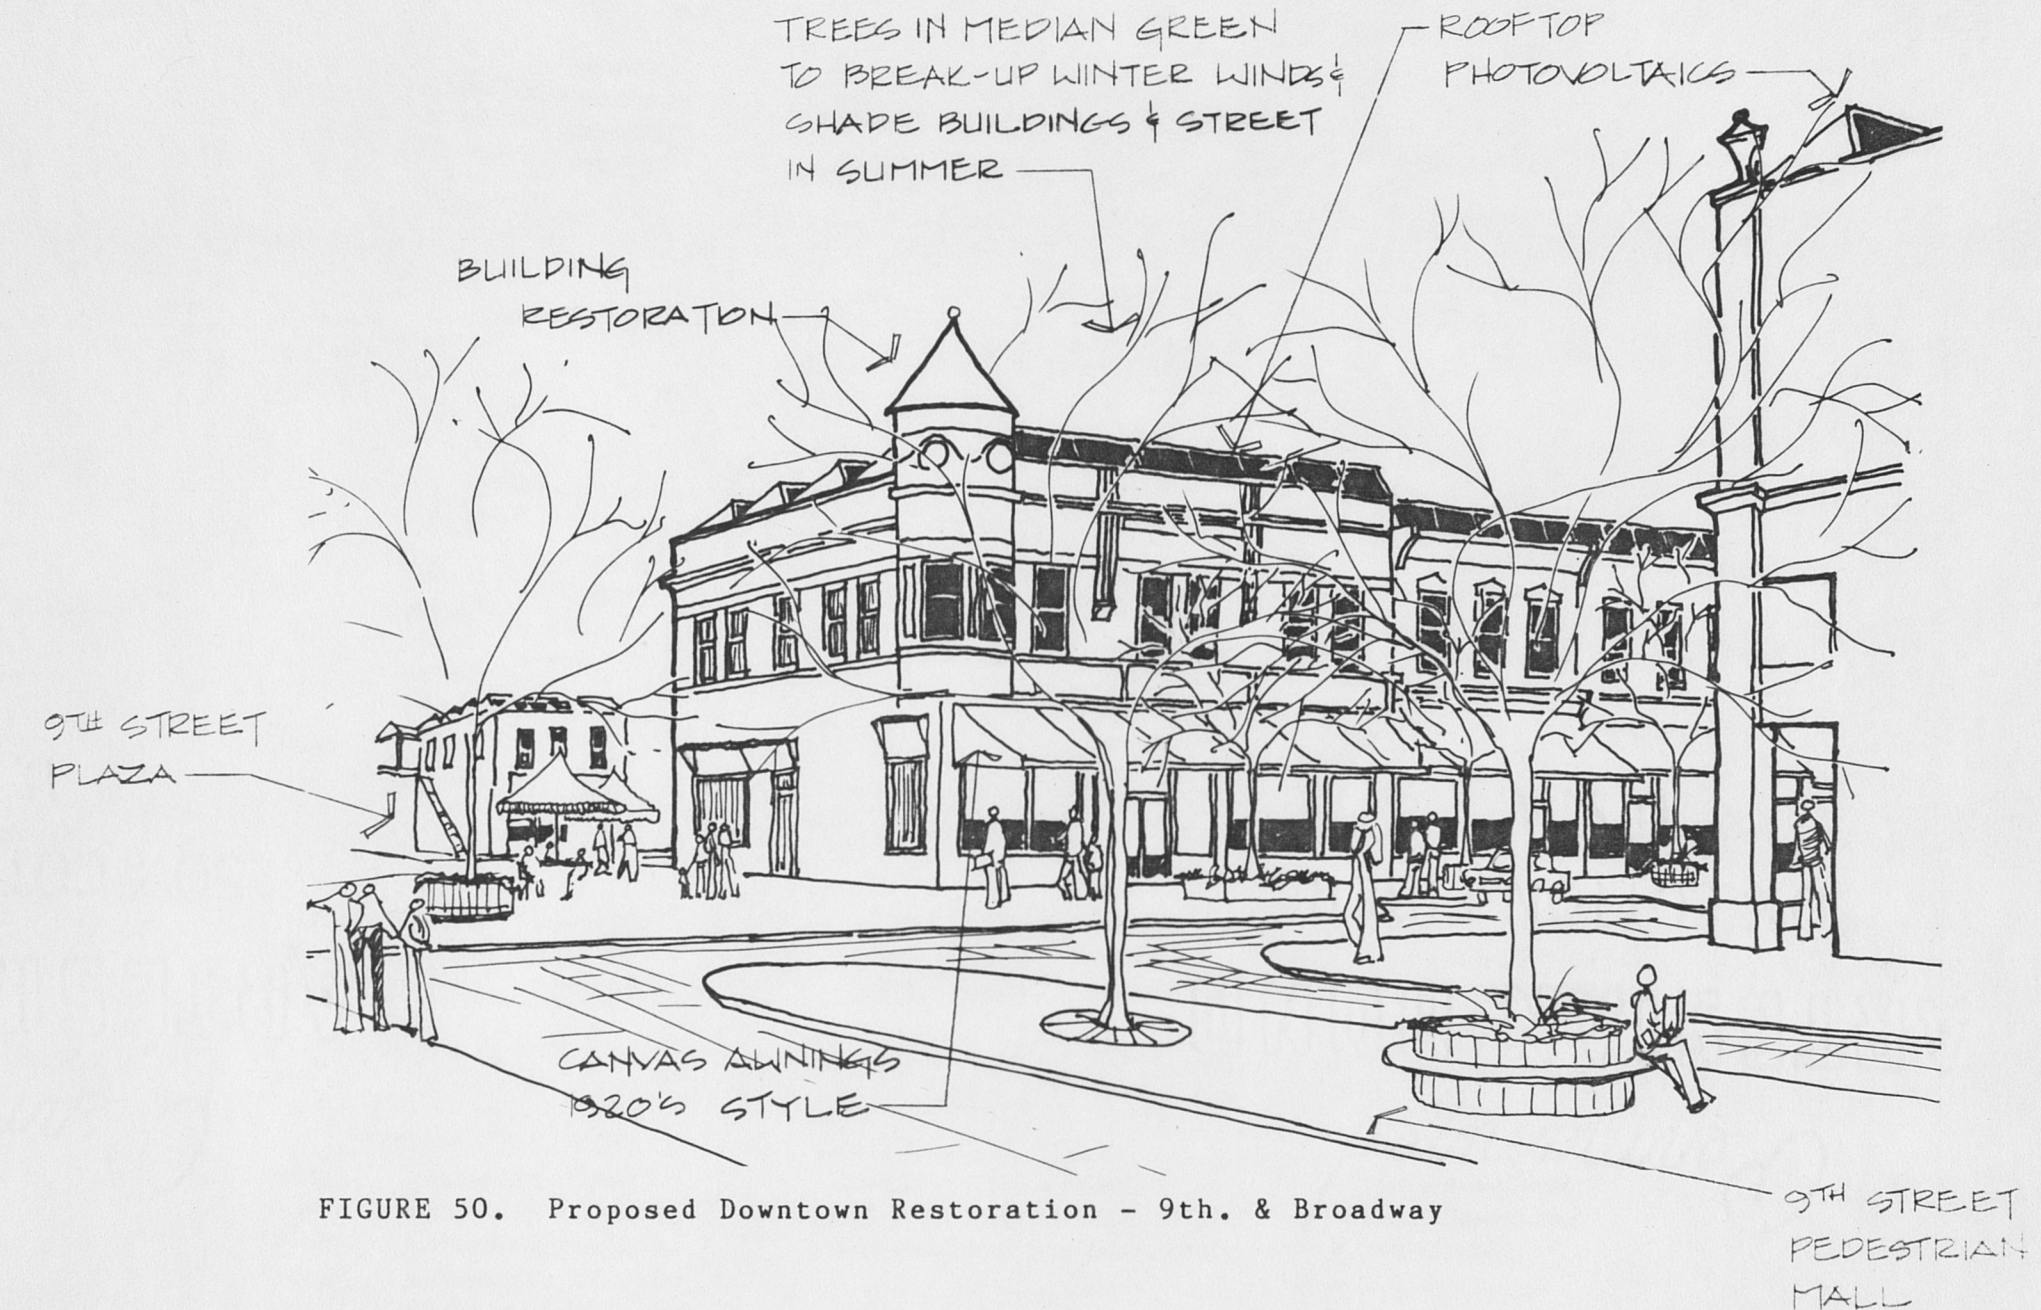 TREES IN MEDIAN GREEN
TO BREAK-UP WINTER WINDS &
SHADE BUILDINGS & STREET
IN SUMMER
ROOFTOP
PHOTOVOLTAICS
BUILDING
RESTORATION
9TH STREET
PLAZA
CANVAS AWNINGS
1920'S STYLE
FIGURE 50. Proposed Downtown Restoration - 9th. & Broadway
9TH STREET
PEDESTRIAN
MALL